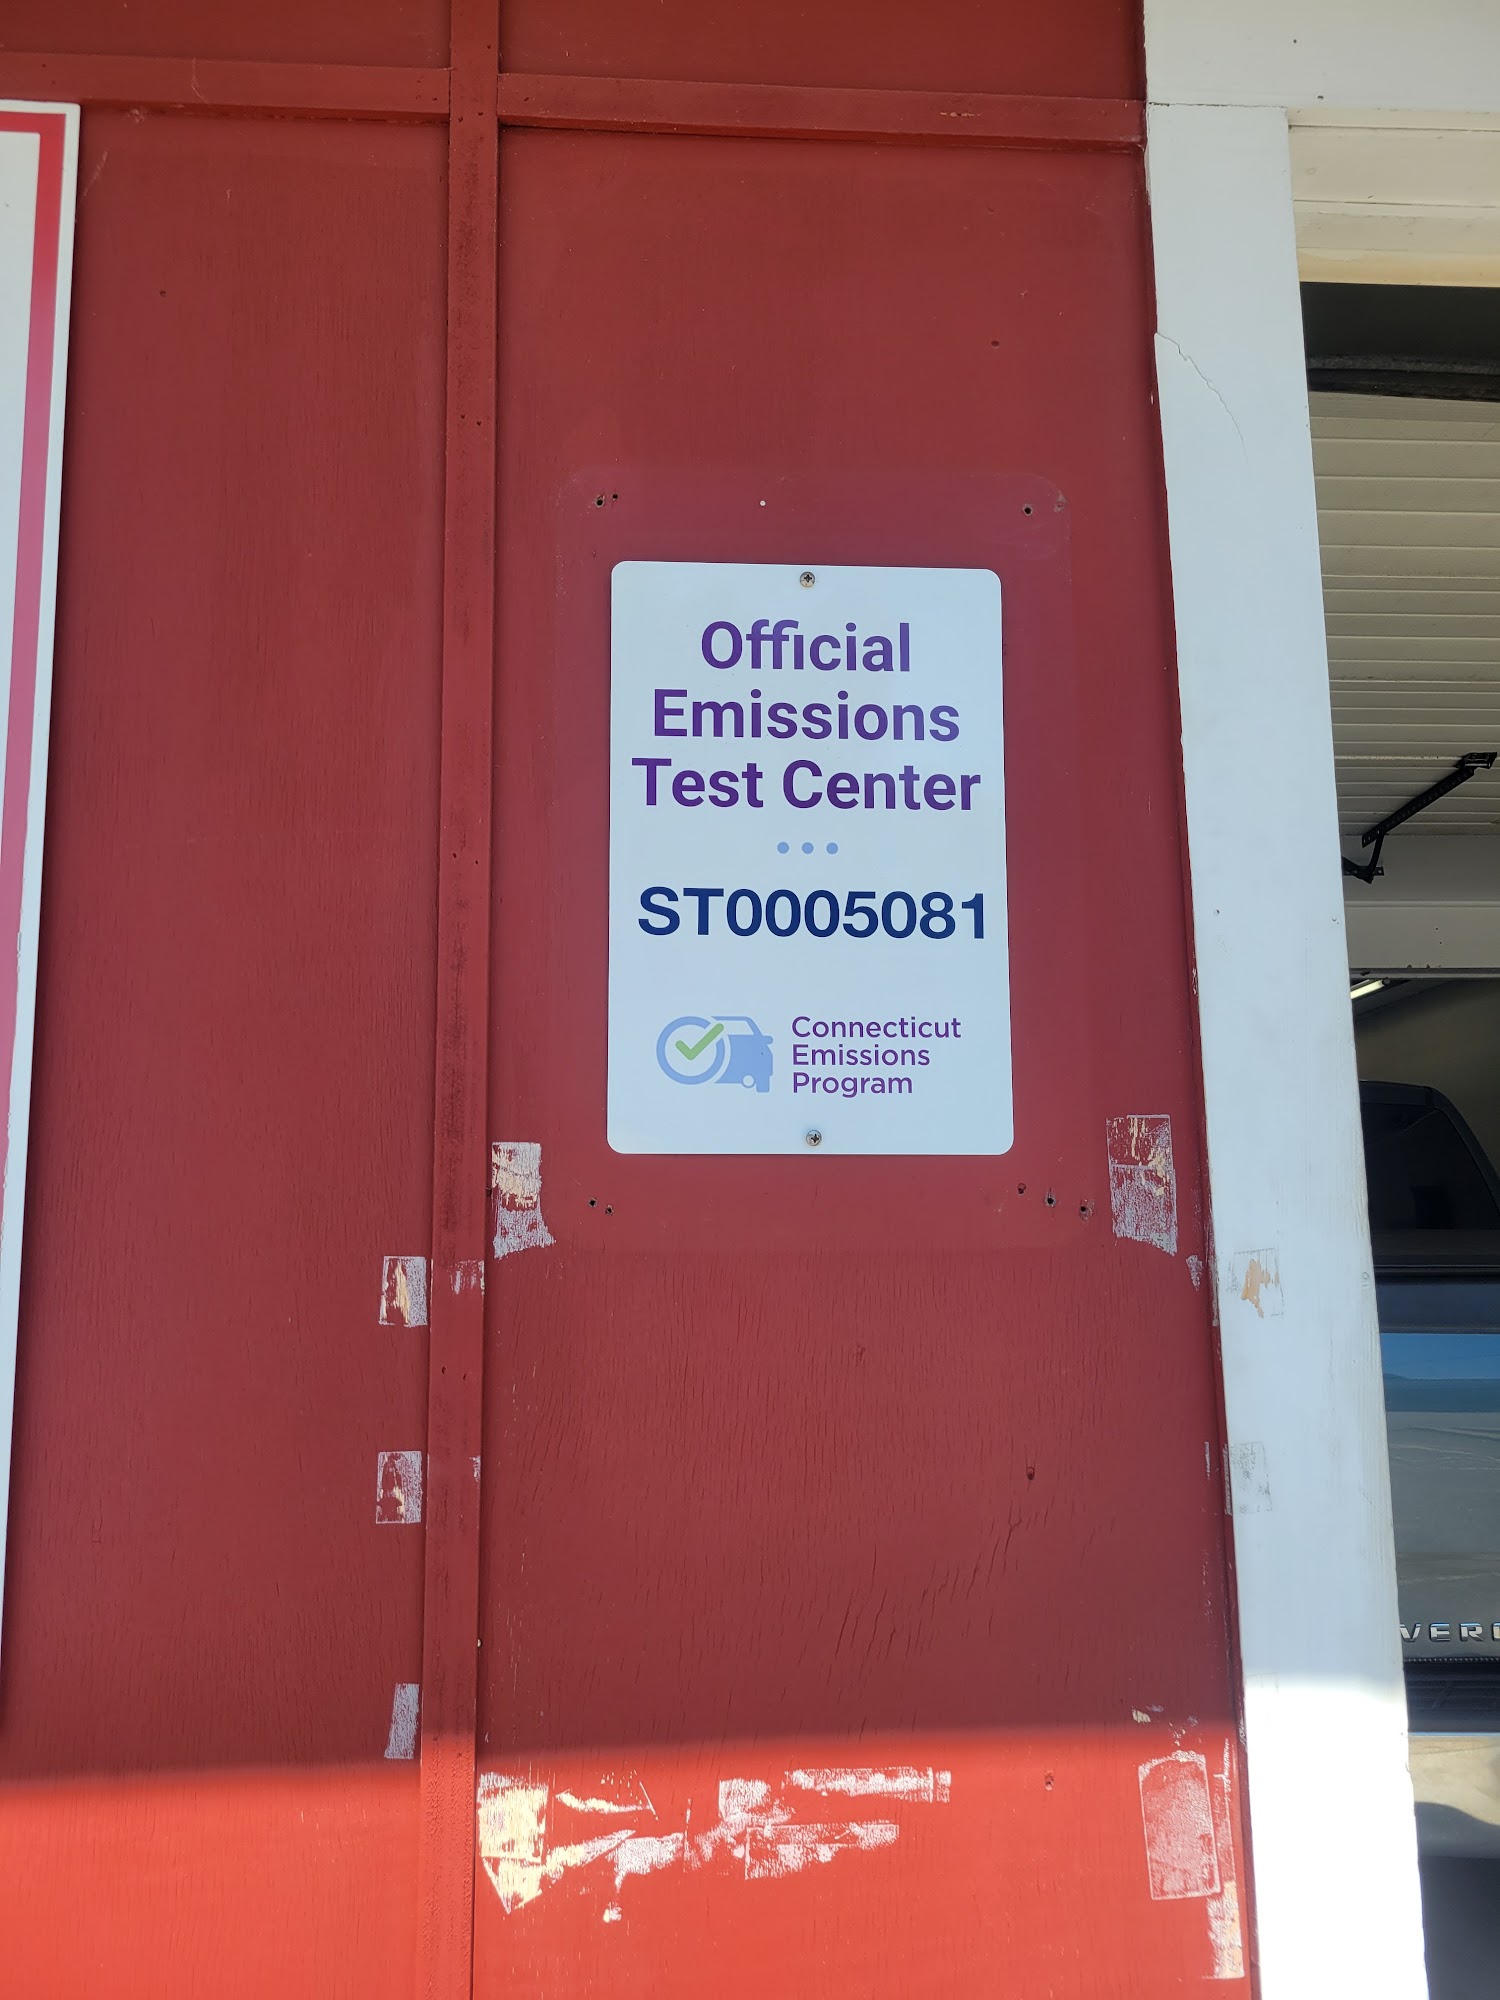 Official
Emissions
Test Center
ST0005081
Connecticut
Emissions
Program